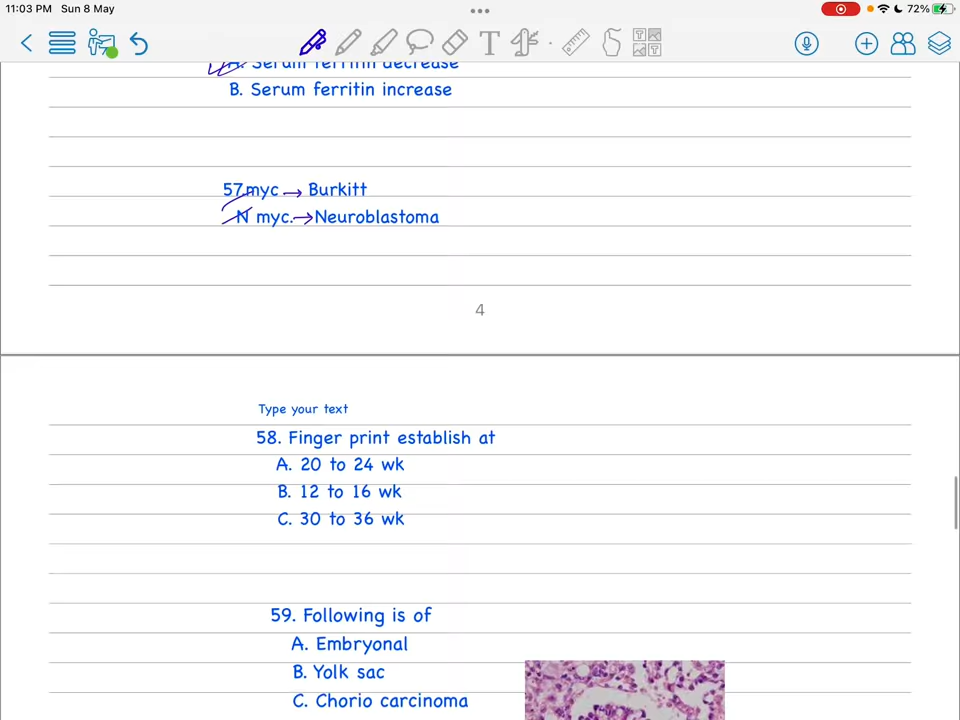 11:03 PM Sun 8 May
72%
A. Serum ferritin decrease
B. Serum ferritin increase
57.myc → Burkitt
N myc.→Neuroblastoma
4
Type your text
58. Finger print establish at
A. 20 to 24 wk
B. 12 to 16 wk
C. 30 to 36 wk
59. Following is of
A. Embryonal
B. Yolk sac
C. Chorio carcinoma